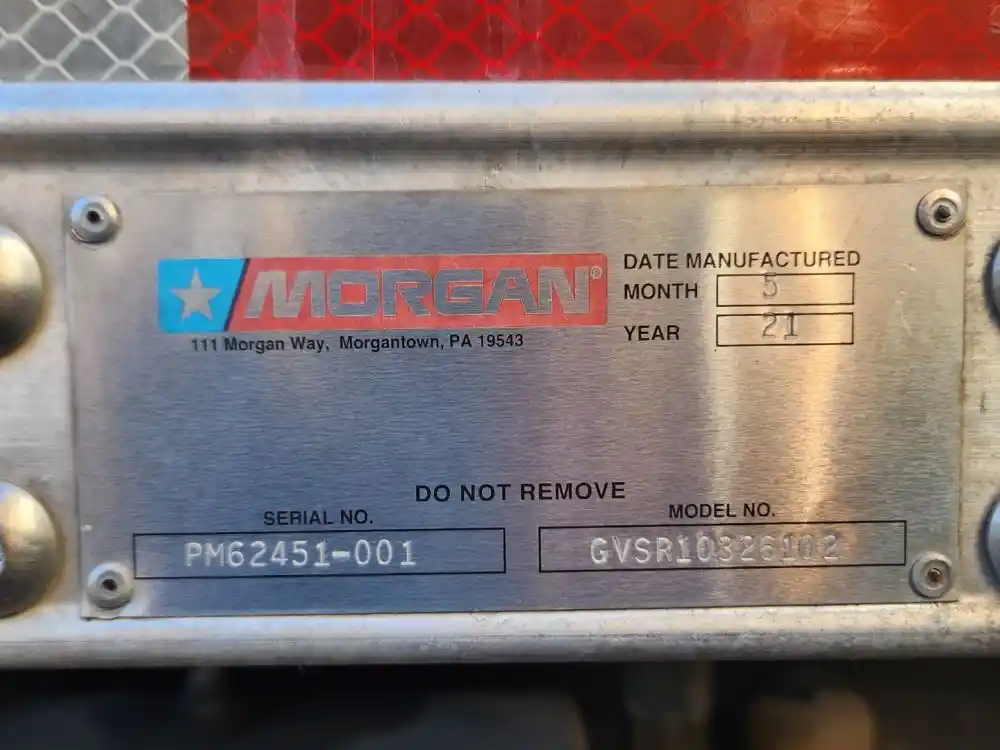 MORGAN®
111 Morgan Way, Morgantown, PA 19543
DATE MANUFACTURED
MONTH 5
YEAR 21
DO NOT REMOVE
SERIAL NO.
PM62451-001
MODEL NO.
GVSR10326102